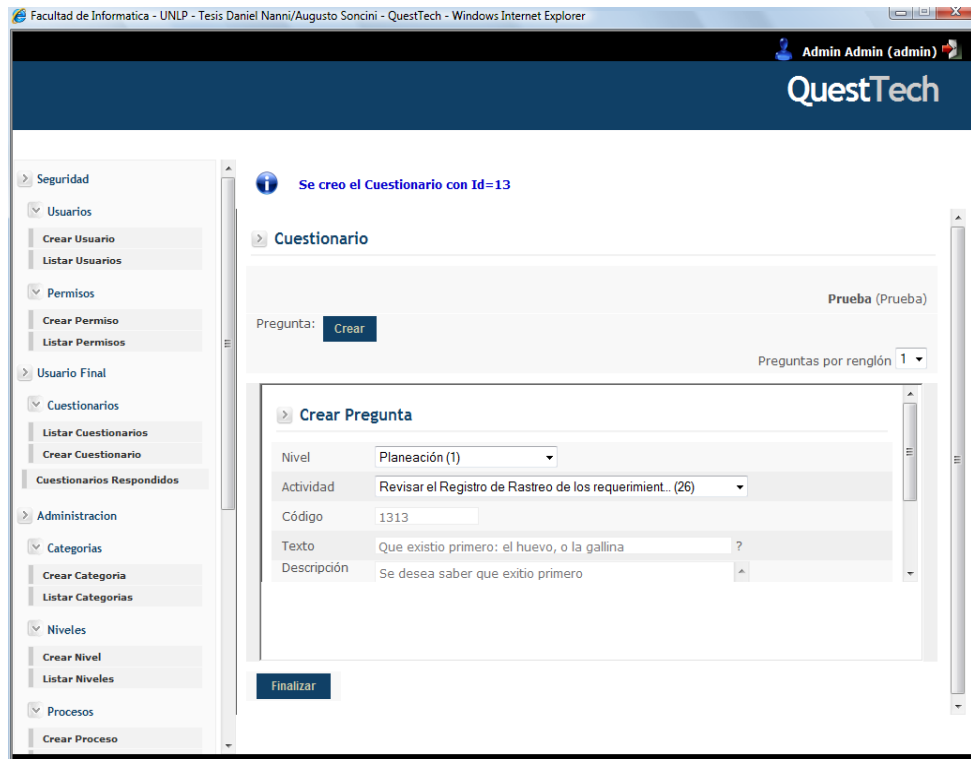 Facultad de Informatica - UNLP - Tesis Daniel Nanni/Augusto Soncini - QuestTech - Windows Internet Explorer
Admin Admin (admin)
QuestTech
Seguridad
Usuarios
Crear Usuario
Listar Usuarios
Permisos
Crear Permiso
Listar Permisos
Usuario Final
Cuestionarios
Listar Cuestionarios
Crear Cuestionario
Cuestionarios Respondidos
Administracion
Categorias
Crear Categoria
Listar Categorias
Niveles
Crear Nivel
Listar Niveles
Procesos
Crear Proceso
Se creo el Cuestionario con Id=13
Cuestionario
Prueba (Prueba)
Pregunta: Crear
Preguntas por renglón 1
Crear Pregunta
Nivel Planeación (1)
Actividad Revisar el Registro de Rastreo de los requerimient... (26)
Código 1313
Texto Que existio primero: el huevo, o la gallina ?
Descripción Se desea saber que exitio primero
Finalizar